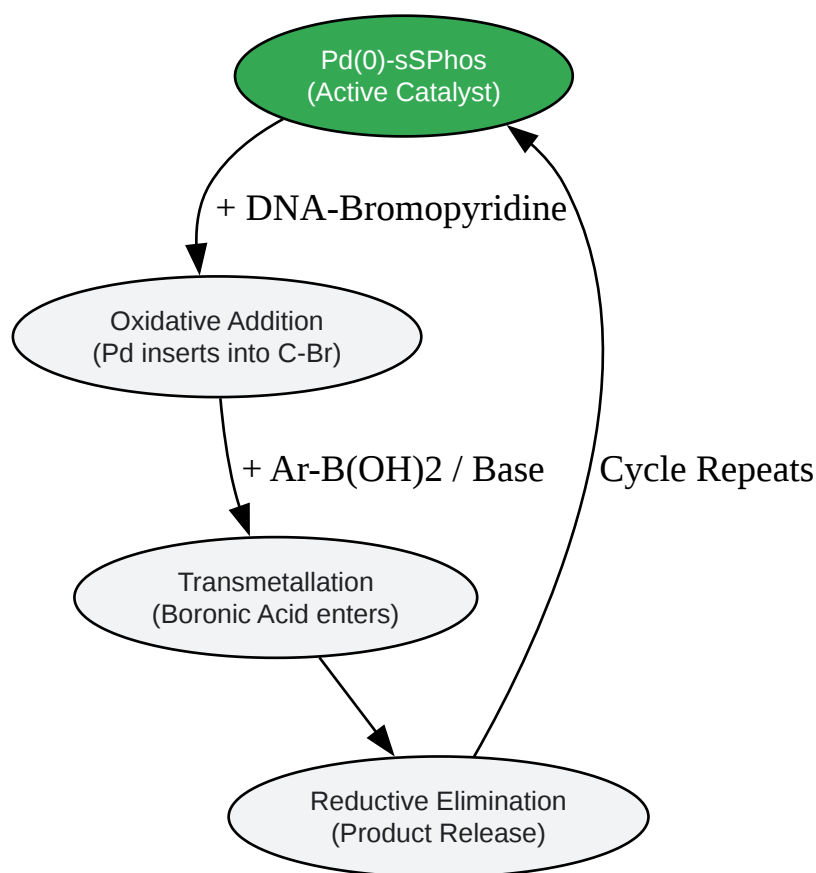 Pd(0)-sSPhos
(Active Catalyst)
+ DNA-Bromopyridine
Oxidative Addition
(Pd inserts into C-Br)
+ Ar-B(OH)2 / Base
Cycle Repeats
Transmetallation
(Boronic Acid enters)
Reductive Elimination
(Product Release)